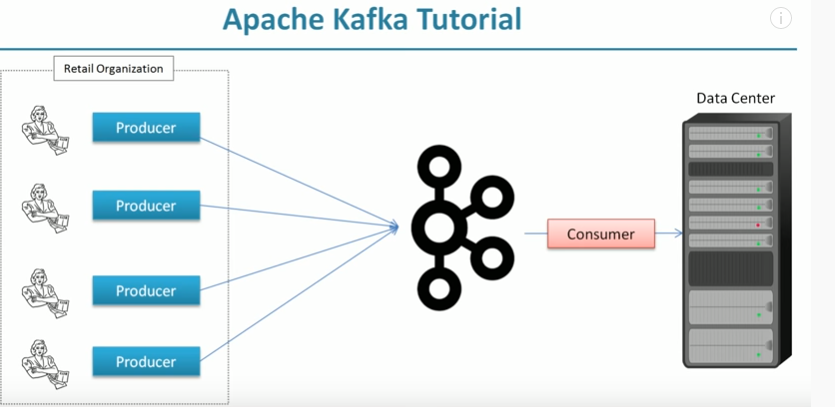 Apache Kafka Tutorial
i
Retail Organization
Data Center
Producer
Producer
Consumer
Producer
Producer